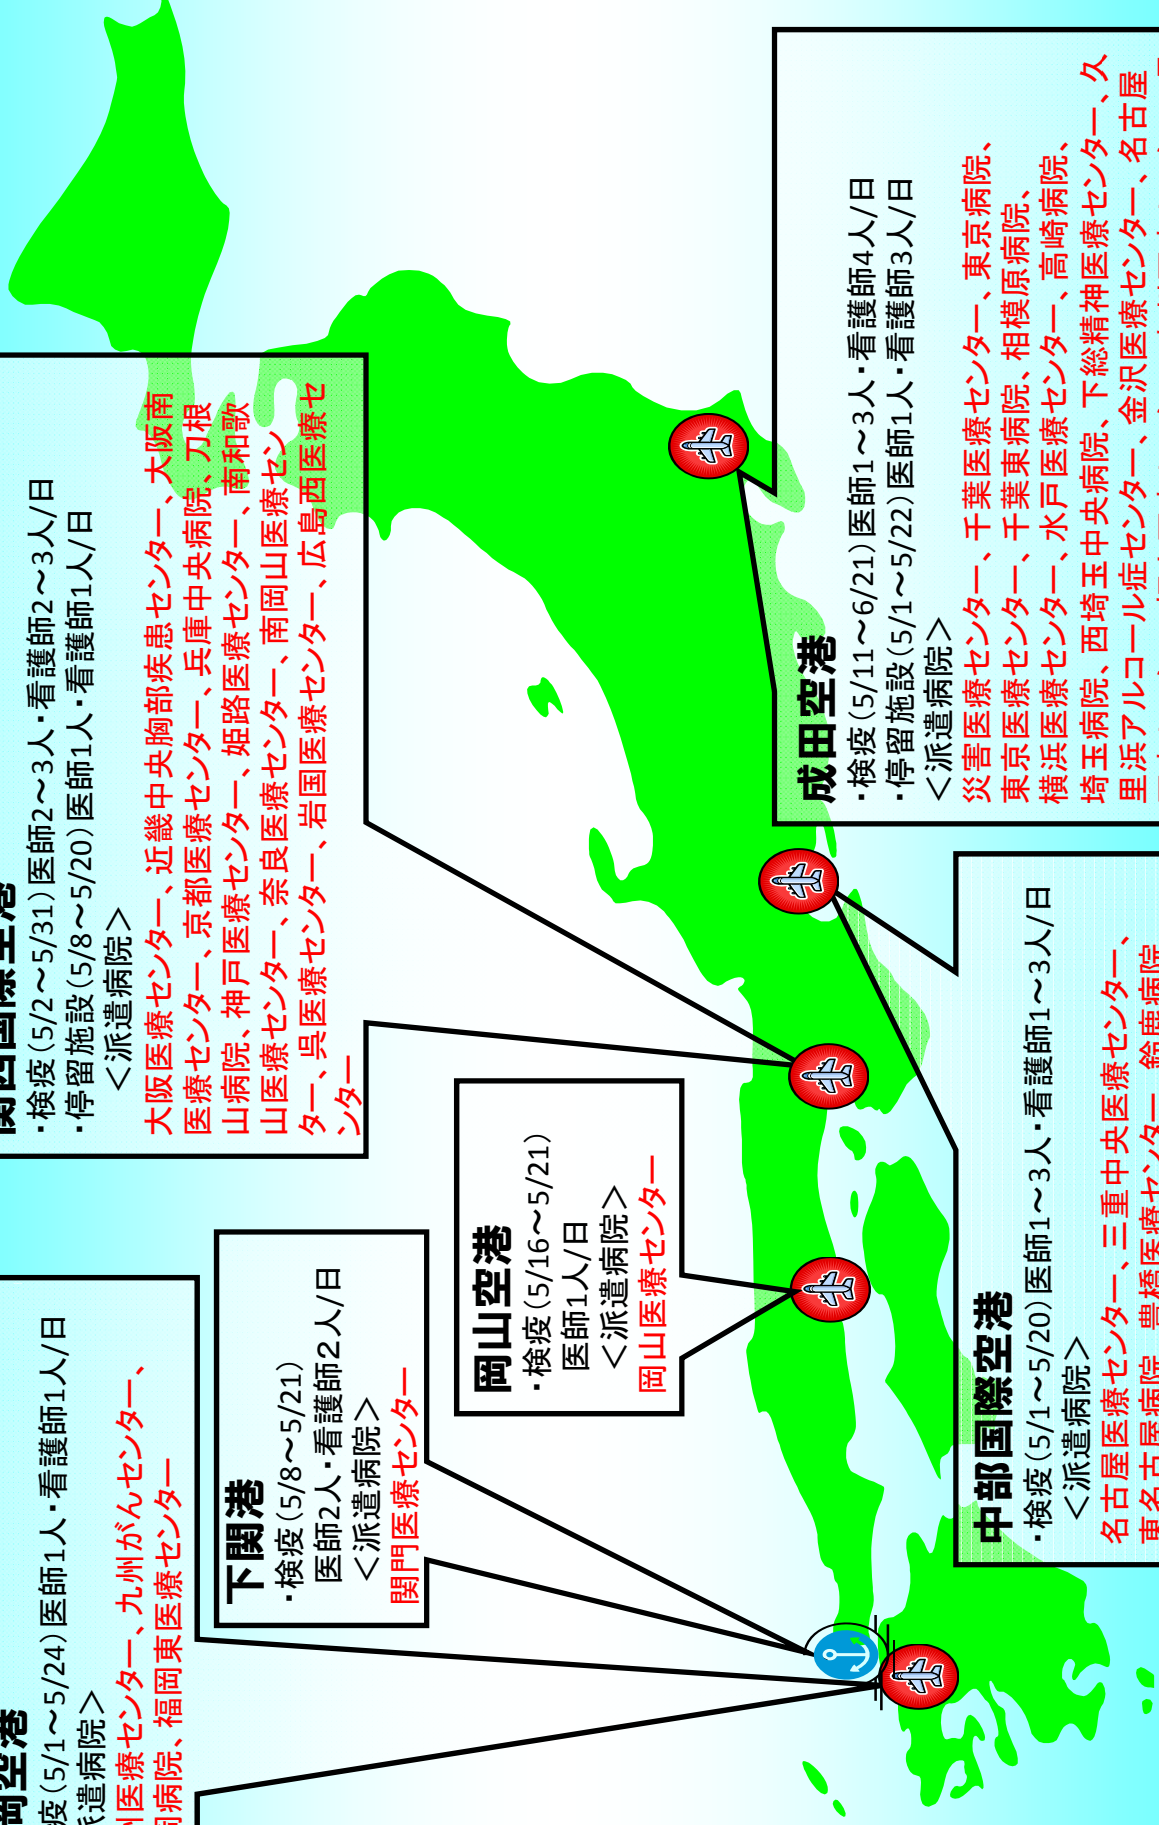 岡空港
疫（5/1～5/24）医師1人・看護師1人/日
派遣病院＞
医療センター、九州がんセンター、
病院、福岡東医療センター
下関港
・検疫（5/8～5/21）
医師2人・看護師２人/日
＜派遣病院＞
関門医療センター
関西国際空港
・検疫（5/2～5/31）医師2～3人・看護師2～3人/日
・停留施設（5/8～5/20）医師1人・看護師1人/日
＜派遣病院＞
大阪医療センター、近畿中央胸部疾患センター、大阪南
医療センター、京都医療センター、兵庫中央病院、刀根
山病院、神戸医療センター、姫路医療センター、南和歌
山医療センター、奈良医療センター、南岡山医療セン
ター、呉医療センター、岩国医療センター、広島西医療セ
ンター
岡山空港
・検疫（5/16～5/21）
医師1人/日
＜派遣病院＞
岡山医療センター
成田空港
・検疫（5/11～6/21）医師1～3人・看護師4人/日
・停留施設（5/1～5/22）医師1人・看護師3人/日
＜派遣病院＞
災害医療センター、千葉医療センター、東京病院、
東京医療センター、千葉東病院、相模原病院、
横浜医療センター、水戸医療センター、高崎病院、
埼玉病院、西埼玉中央病院、下総精神医療センター、久
里浜アルコール症センター、金沢医療センター、名古屋
中部国際空港
・検疫（5/1～5/20）医師1～3人・看護師1～3人/日
＜派遣病院＞
名古屋医療センター、三重中央医療センター、
東名古屋病院、豊橋医療センター、鈴鹿病院